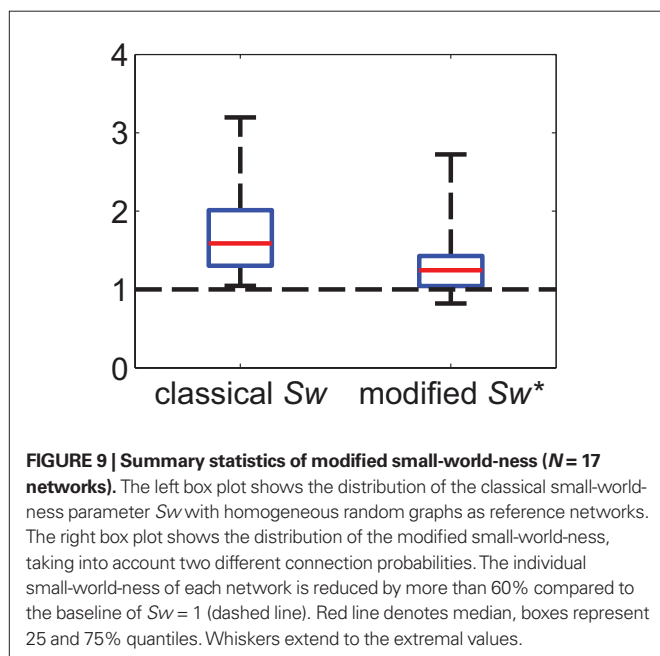 4
3
2
1
0
classical Sw modified Sw*
FIGURE 9 | Summary statistics of modified small-world-ness (N = 17
networks). The left box plot shows the distribution of the classical small-world-
ness parameter Sw with homogeneous random graphs as reference networks.
The right box plot shows the distribution of the modified small-world-ness,
taking into account two different connection probabilities. The individual
small-world-ness of each network is reduced by more than 60% compared to
the baseline of Sw = 1 (dashed line). Red line denotes median, boxes represent
25 and 75% quantiles. Whiskers extend to the extremal values.